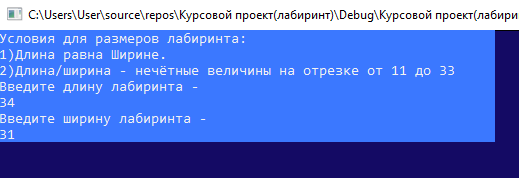 C:\Users\User\source\repos\Курсовой проект(лабиринт)\Debug\Курсовой проект(лабири
Условия для размеров лабиринта:
1)Длина равна Ширине.
2)Длина/ширина - нечётные величины на отрезке от 11 до 33
Введите длину лабиринта -
34
Введите ширину лабиринта -
31